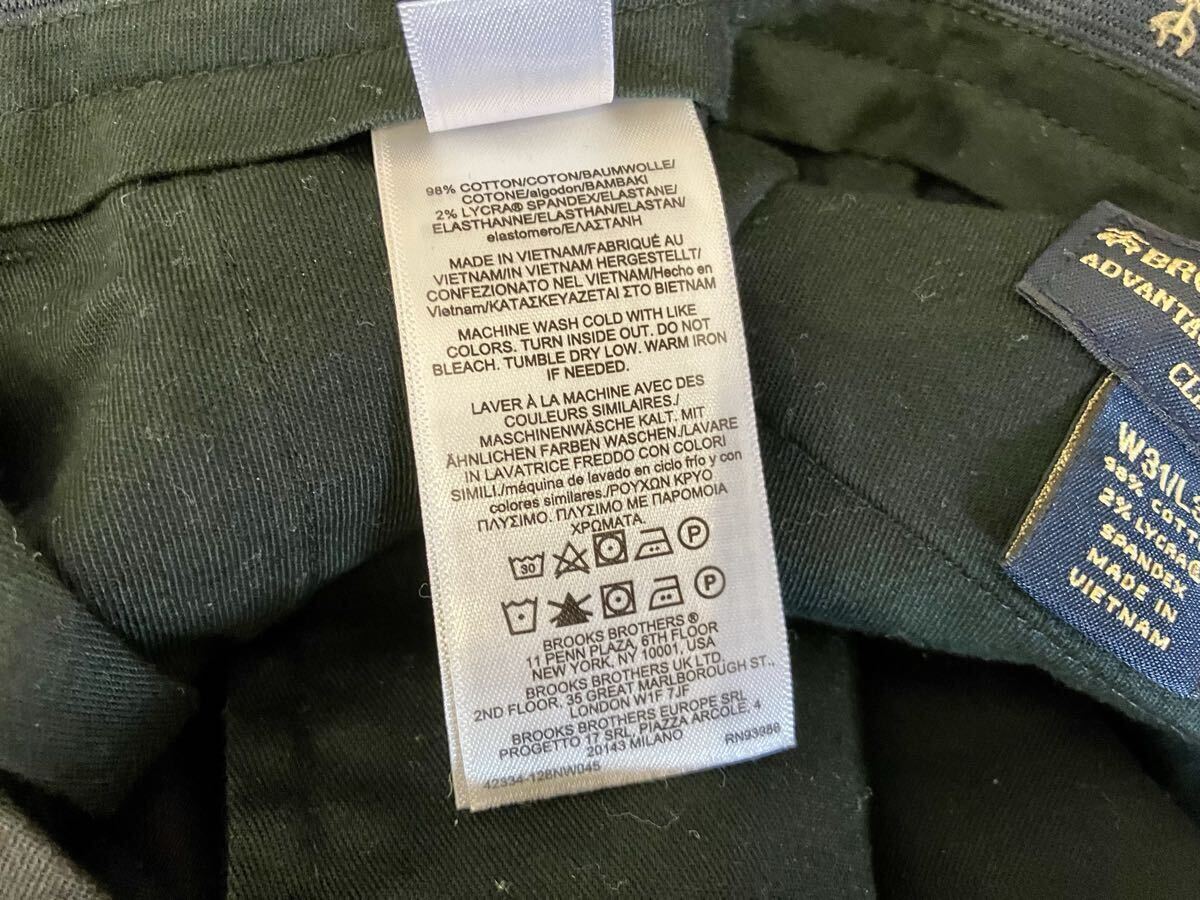 98% COTTON/COTON/BAUMWOLLE/
COTONE/algodon/BAMBAKI
2% LYCRA® SPANDEX/ELASTANE/
ELASTHANNE/ELASTHAN/ELASTAN/
elastomero/ΕΛΑΣΤΑΝΗ
MADE IN VIETNAM/FABRIQUÉ AU
VIETNAM/IN VIETNAM HERGESTELLT/
CONFEZIONATO NEL VIETNAM/Hecho en
Vietnam/ΚΑΤΑΣΚΕΥΑΖΕΤΑΙ ΣΤΟ ΒΙΕΤΝΑΜ
MACHINE WASH COLD WITH LIKE
COLORS. TURN INSIDE OUT. DO NOT
BLEACH. TUMBLE DRY LOW. WARM IRON
IF NEEDED.
LAVER À LA MACHINE AVEC DES
COULEURS SIMILAIRES./
MASCHINENWÄSCHE KALT. MIT
ÄHNLICHEN FARBEN WASCHEN./LAVARE
IN LAVATRICE FREDDO CON COLORI
SIMILI./máquina de lavado en ciclo frío y con
colores similares./ΡΟΥΧΩΝ ΚΡΥΟ
ΠΛΥΣΙΜΟ. ΠΛΥΣΙΜΟ ΜΕ ΠΑΡΟΜΟΙΑ
ΧΡΩΜΑΤΑ.
30 P
P
BROOKS BROTHERS ®
11 PENN PLAZA, 6TH FLOOR
NEW YORK, NY 10001. USA
BROOKS BROTHERS UK LTD
2ND FLOOR, 35 GREAT MARLBOROUGH ST.,
LONDON W1F 7JF
BROOKS BROTHERS EUROPE SRL
PROGETTO 17 SRL, PIAZZA ARCOLE, 4
20143 MILANO
RN93986
42334-128NW045
BRO
ADVANTA
CL
W31/L
98% COTT
2% LYCRA®
SPANDEX
MADE IN
VIETNAM